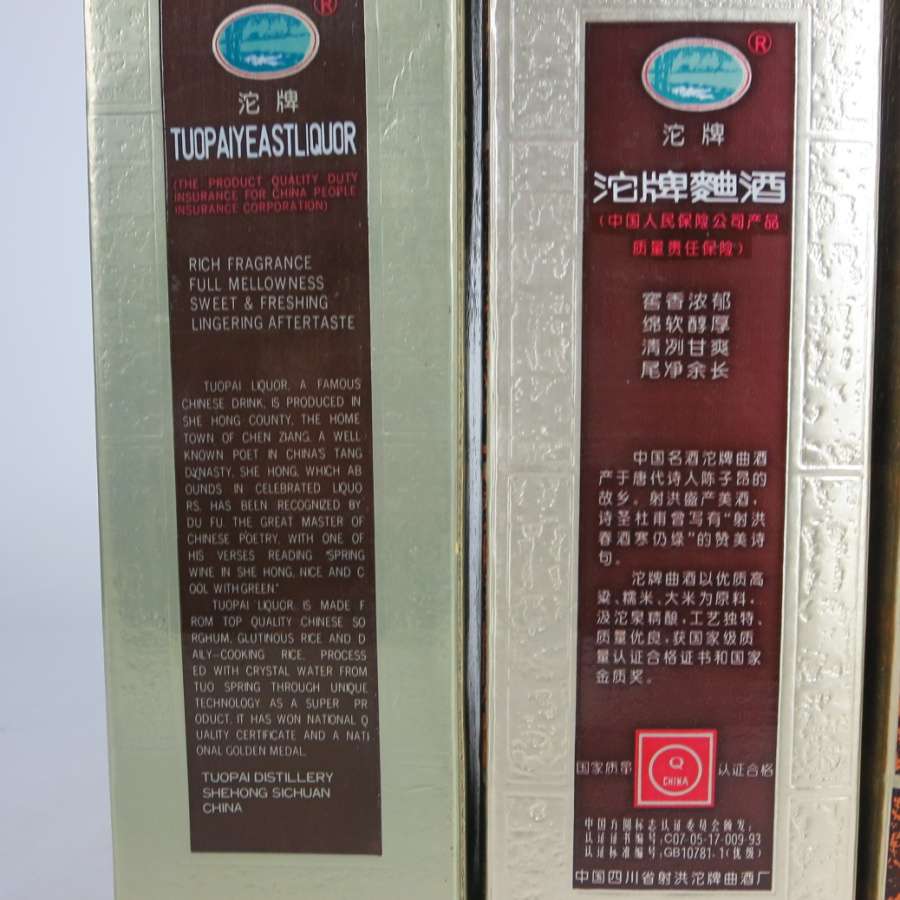 ®
沱牌
TUOPAIYEASTLIQUOR
(THE PRODUCT QUALITY DUTY
INSURANCE FOR CHINA PEOPLE
INSURANCE CORPORATION)
RICH FRAGRANCE
FULL MELLOWNESS
SWEET & FRESHING
LINGERING AFTERTASTE
TUOPAI LIQUOR, A FAMOUS
CHINESE DRINK, IS PRODUCED IN
SHE HONG COUNTY, THE HOME
TOWN OF CHEN ZIANG, A WELL
KNOWN POET IN CHINA'S TANG
DYNASTY. SHE HONG, WHICH AB
OUNDS IN CELEBRATED LIQUO
RS, HAS BEEN RECOGNIZED BY
DU FU, THE GREAT MASTER OF
CHINESE POETRY, WITH ONE OF
HIS VERSES READING "SPRING
WINE IN SHE HONG, NICE AND C
OOL WITH GREEN."
TUOPAI LIQUOR IS MADE F
ROM TOP QUALITY CHINESE SO
RGHUM, GLUTINOUS RICE AND D
AILY-COOKING RICE. PROCESS
ED WITH CRYSTAL WATER FROM
TUO SPRING THROUGH UNIQUE
TECHNOLOGY AS A SUPER PR
ODUCT, IT HAS WON NATIONAL Q
UALITY CERTIFICATE AND A NATI
ONAL GOLDEN MEDAL.
TUOPAI DISTILLERY
SHEHONG SICHUAN
CHINA
®
沱牌
沱牌麯酒
(中国人民保险公司产品
质量责任保险)
窖香浓郁
绵软醇厚
清冽甘爽
尾净余长
中国名酒沱牌曲酒
产于唐代诗人陈子昂的
故乡。射洪盛产美酒，
诗圣杜甫曾写有"射洪
春酒寒仍绿"的赞美诗
句。
沱牌曲酒以优质高
粱、糯米、大米为原料，
汲沱泉精酿，工艺独特、
质量优良，获国家级质
量认证合格证书和国家
金质奖。
国家质量 Q CHINA 认证合格
中国方圆标志认证委员会颁发；
认证证书编号：C07-05-17-009-93
认证标准编号：GB10781.1(优级)
中国四川省射洪沱牌曲酒厂